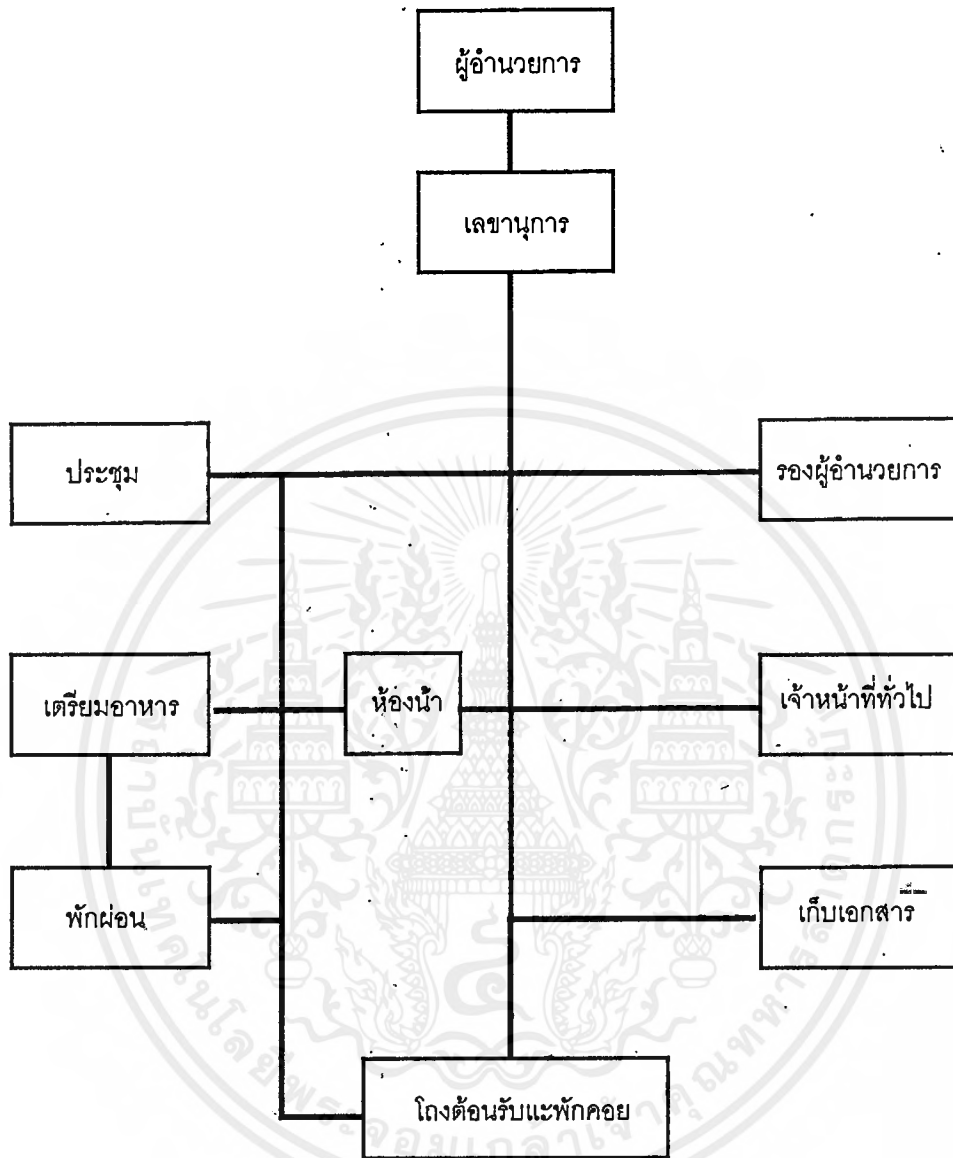 ผู้อำนวยการ
เลขานุการ
ประชุม
รองผู้อำนวยการ
เตรียมอาหาร
ห้องน้ำ
เจ้าหน้าที่ทั่วไป
พักผ่อน
เก็บเอกสาร
โถงต้อนรับและพักคอย